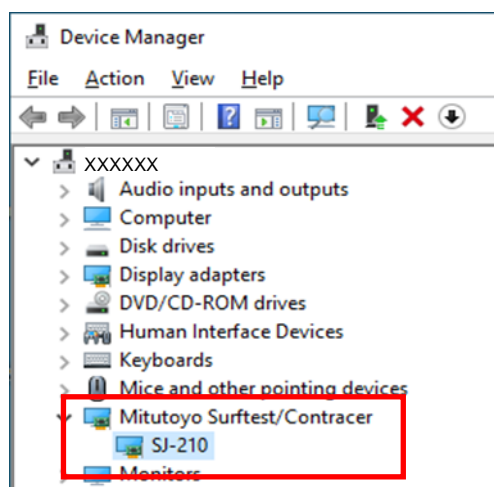 Device Manager
File Action View Help
XXXXXX
Audio inputs and outputs
Computer
Disk drives
Display adapters
DVD/CD-ROM drives
Human Interface Devices
Keyboards
Mice and other pointing devices
Mitutoyo Surftest/Contracer
SJ-210
Monitors